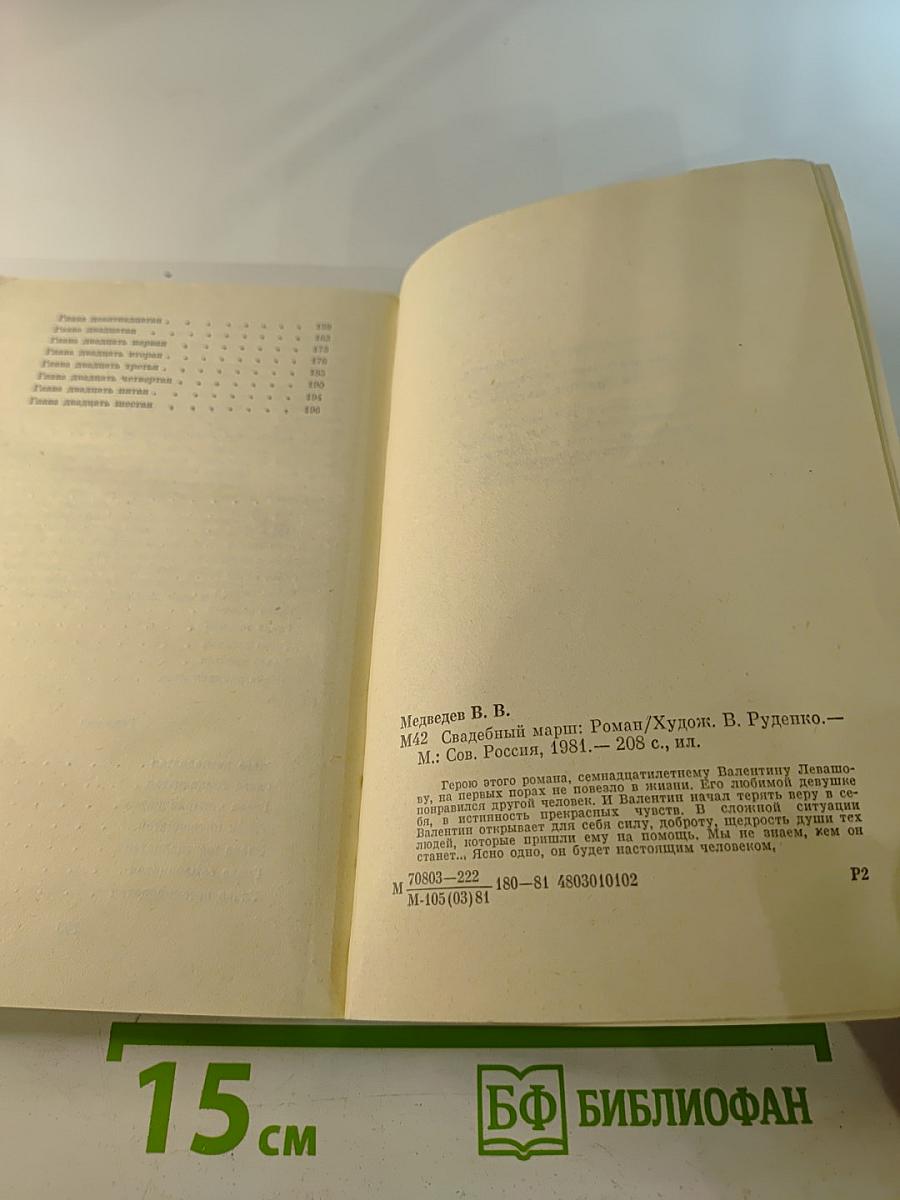 Глава девятнадцатая
Глава двадцатая
Глава двадцать первая
Глава двадцать вторая
Глава двадцать третья
Глава двадцать четвертая 190
Глава двадцать пятая 194
Глава двадцать шестая 196
Медведев В. В.
М42 Свадебный марш: Роман/Худож. В. Руденко.—
М.: Сов. Россия, 1981.— 208 с., ил.
Герою этого романа, семнадцатилетнему Валентину Левашо-
ву, на первых порах не повезло в жизни. Его любимой девушке
понравился другой человек. И Валентин начал терять веру в се-
бя, в истинность прекрасных чувств. В сложной ситуации
Валентин открывает для себя силу, доброту, щедрость души тех
людей, которые пришли ему на помощь. Мы не знаем, кем он
станет... Ясно одно, он будет настоящим человеком,
М 70803—222 180—81 4803010102 Р2
М-105(03)81
15 см
БФ БИБЛИОФАН